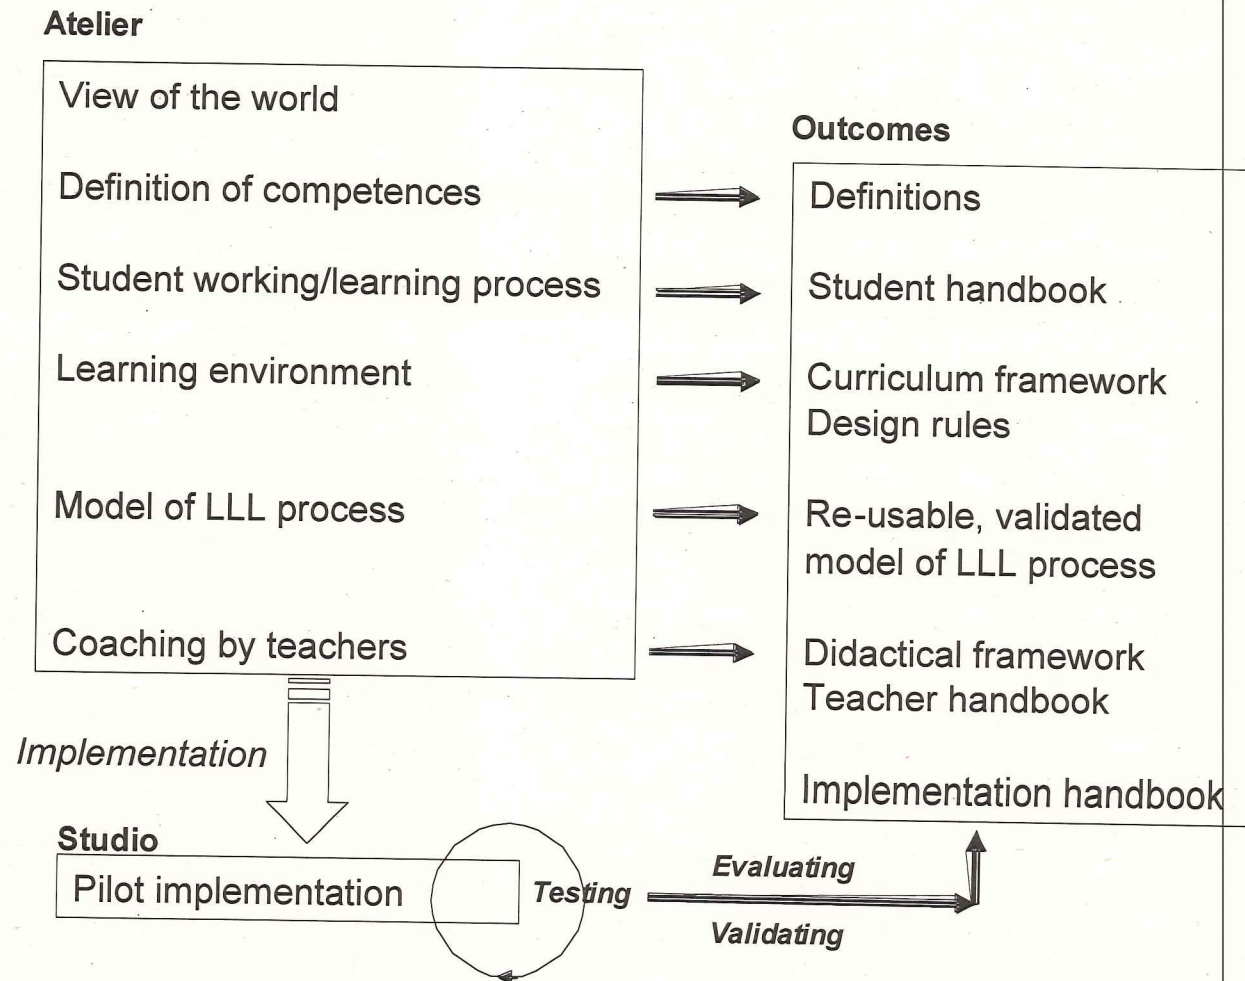 Atelier
View of the world
Definition of competences
Student working/learning process
Learning environment
Model of LLL process
Coaching by teachers
Outcomes
Definitions
Student handbook
Curriculum framework
Design rules
Re-usable, validated
model of LLL process
Didactical framework
Teacher handbook
Implementation handbook
Implementation
Studio
Pilot implementation
Testing
Evaluating
Validating